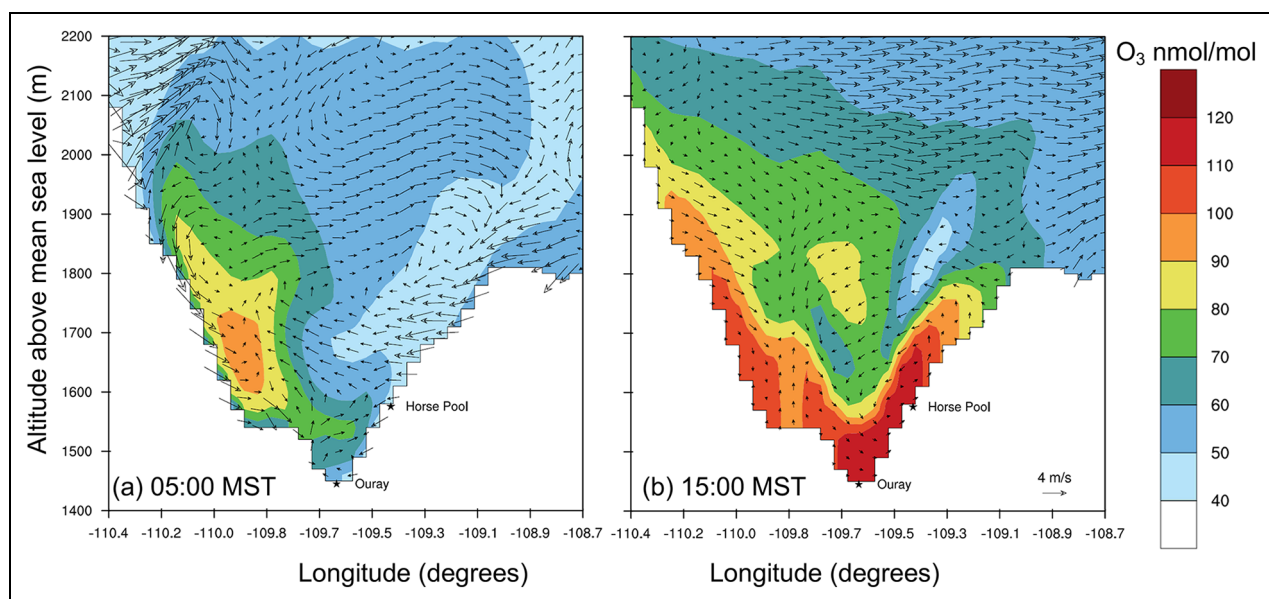 O3 nmol/mol
Altitude above mean sea level (m)
2200
2100
2000
1900
1800
1700
1600
1500
1400
Horse Pool
Ouray
(a) 05:00 MST
-110.4 -110.2 -110.0 -109.8 -109.7 -109.5 -109.3 -109.1 -108.9 -108.7
Longitude (degrees)
Horse Pool
Ouray
(b) 15:00 MST
4 m/s
-110.4 -110.2 -110.0 -109.8 -109.7 -109.5 -109.3 -109.1 -108.9 -108.7
Longitude (degrees)
120
110
100
90
80
70
60
50
40